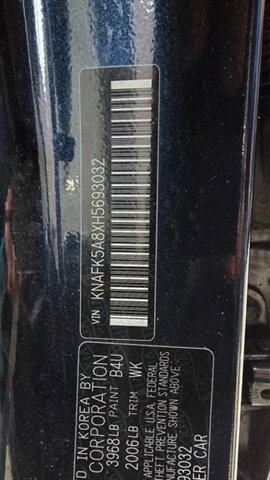 D IN KOREA BY
CORPORATION
3968LB PAINT B4U
2006LB TRIM WK
VIN KNAFK5A8XH5693032
APPLICABLE U.S.A. FEDERAL
THEFT PREVENTION STANDARDS
MANUFACTURE SHOWN ABOVE
93032
ER CAR